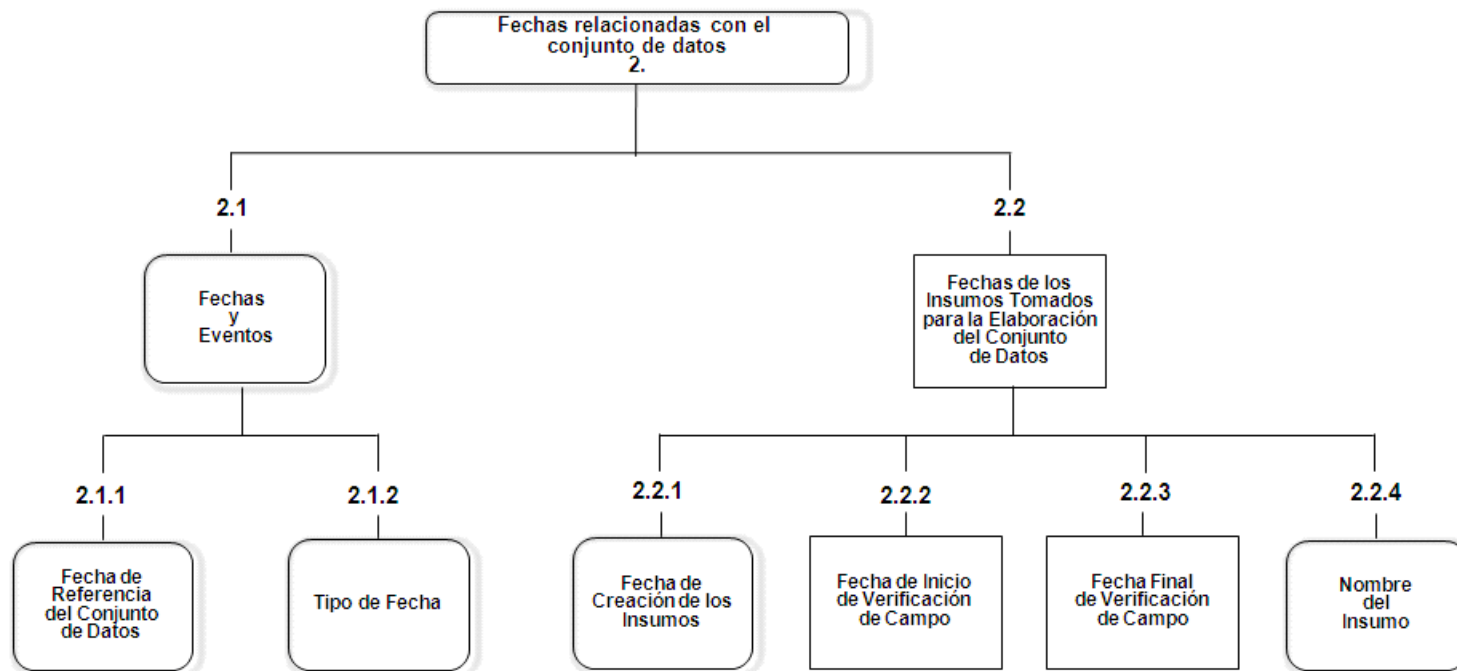 Fechas relacionadas con el
conjunto de datos
2.
2.1
2.2
Fechas
y
Eventos
Fechas de los
Insumos Tomados
para la Elaboración
del Conjunto
de Datos
2.1.1
2.1.2
2.2.1
2.2.2
2.2.3
2.2.4
Fecha de
Referencia
del Conjunto
de Datos
Tipo de Fecha
Fecha de
Creación de los
Insumos
Fecha de Inicio
de Verificación
de Campo
Fecha Final
de Verificación
de Campo
Nombre
del
Insumo